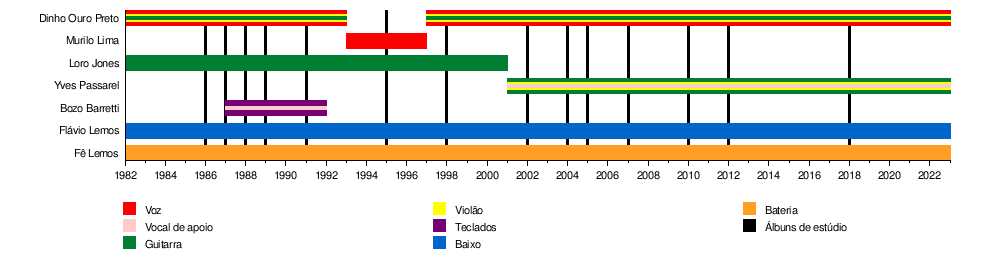 Dinho Ouro Preto
Murilo Lima
Loro Jones
Yves Passarel
Bozo Barretti
Flávio Lemos
Fê Lemos
1982 1984 1986 1988 1990 1992 1994 1996 1998 2000 2002 2004 2006 2008 2010 2012 2014 2016 2018 2020 2022
Voz Violão Bateria
Vocal de apoio Teclados Álbuns de estúdio
Guitarra Baixo